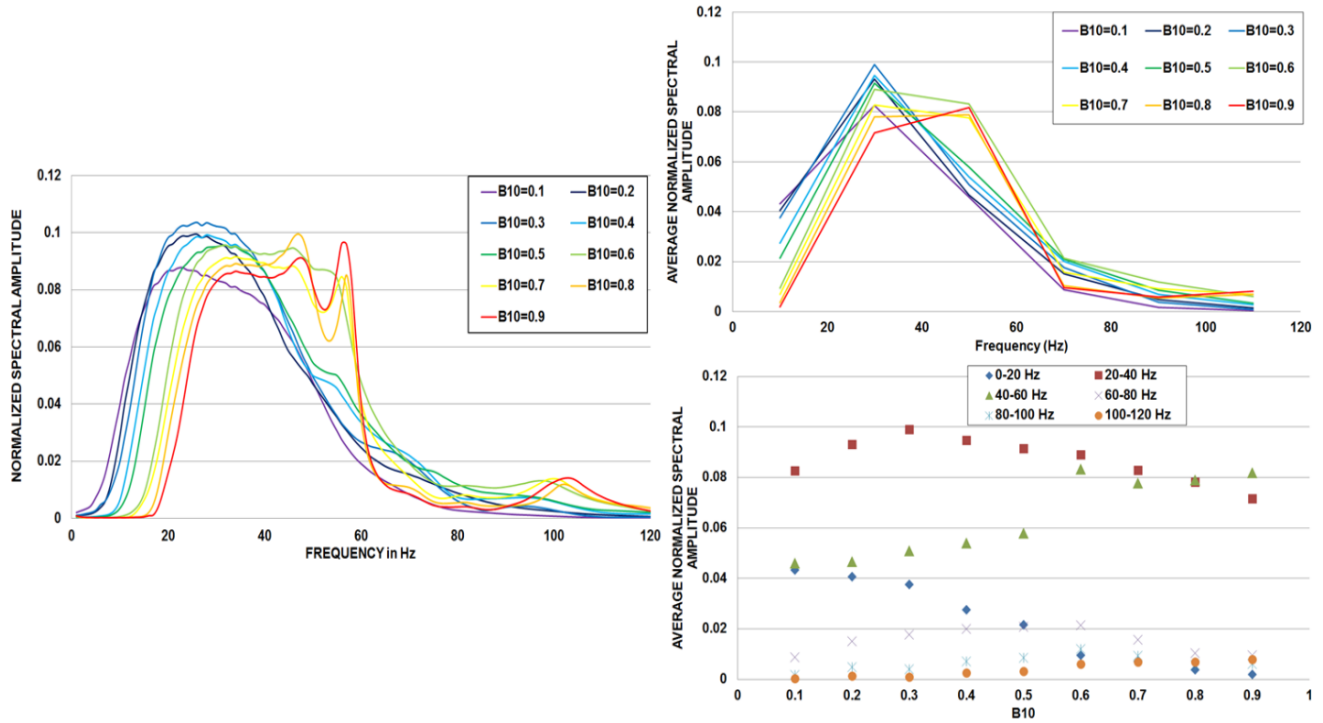 NORMALIZED SPECTRAL AMPLITUDE
0.12
0.1
0.08
0.06
0.04
0.02
0
0 20 40 60 80 100 120
FREQUENCY in Hz
B10=0.1 B10=0.2
B10=0.3 B10=0.4
B10=0.5 B10=0.6
B10=0.7 B10=0.8
B10=0.9
AVERAGE NORMALIZED SPECTRAL
AMPLITUDE
0.12
0.1
0.08
0.06
0.04
0.02
0
0 20 40 60 80 100 120
Frequency (Hz)
B10=0.1 B10=0.2 B10=0.3
B10=0.4 B10=0.5 B10=0.6
B10=0.7 B10=0.8 B10=0.9
AVERAGE NORMALIZED SPECTRAL
AMPLITUDE
0.12
0.1
0.08
0.06
0.04
0.02
0
0 0.1 0.2 0.3 0.4 0.5 0.6 0.7 0.8 0.9 1
B10
0-20 Hz 20-40 Hz
40-60 Hz 60-80 Hz
80-100 Hz 100-120 Hz